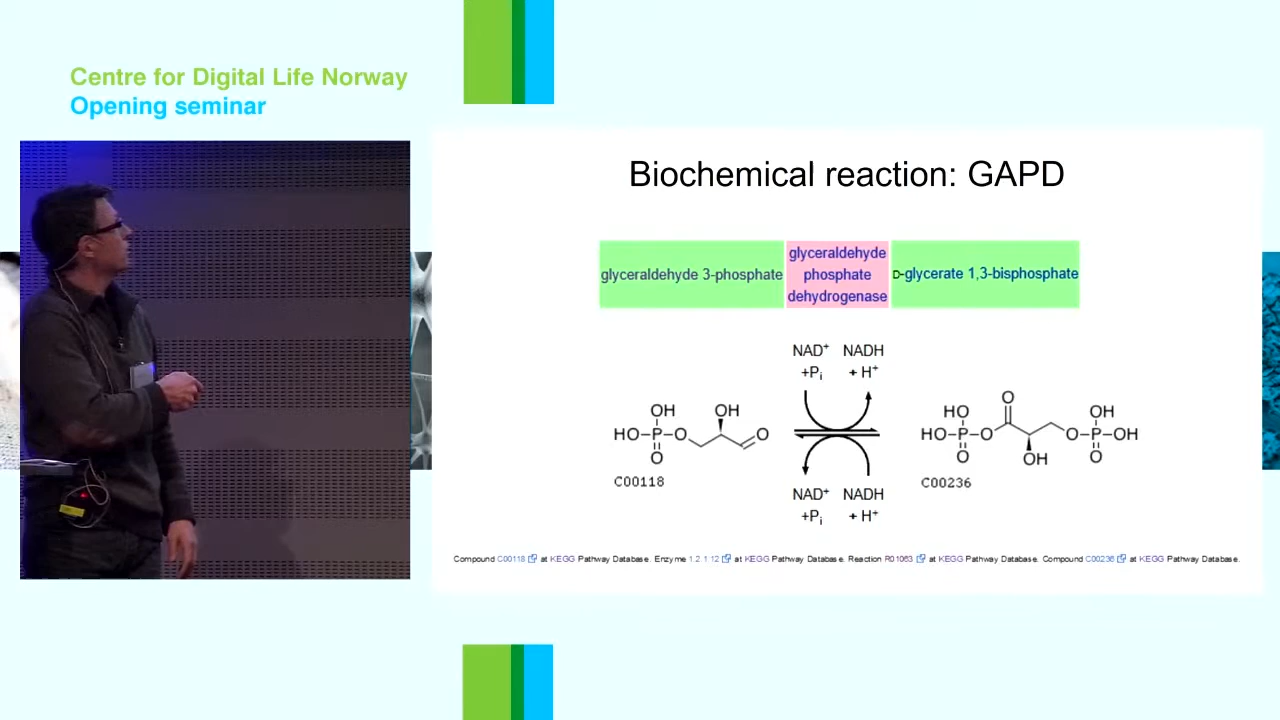 Centre for Digital Life Norway
Opening seminar
Biochemical reaction: GAPD
glyceraldehyde 3-phosphate
glyceraldehyde
phosphate
dehydrogenase
D-glycerate 1,3-bisphosphate
NAD+ NADH
+Pi + H+
OH OH
HO-P-O O
O
C00118
NAD+ NADH
+Pi + H+
O
HO OH
HO-P-O O-P-OH
O OH O
C00236
Compound C00118 at KEGG Pathway Database. Enzyme 1.2.1.12 at KEGG Pathway Database. Reaction R01063 at KEGG Pathway Database. Compound C00236 at KEGG Pathway Database.